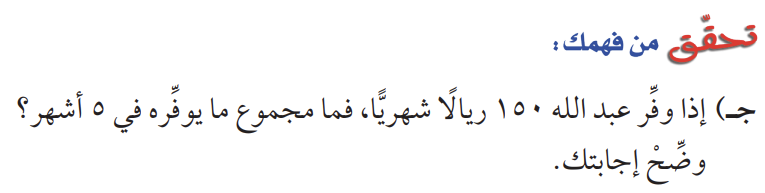 تحقّق من فهمك:
جـ) إذا وفّر عبد الله ١٥٠ ريالًا شهريًّا، فما مجموع ما يوفِّره في ٥ أشهر؟
وضِّحْ إجابتك.